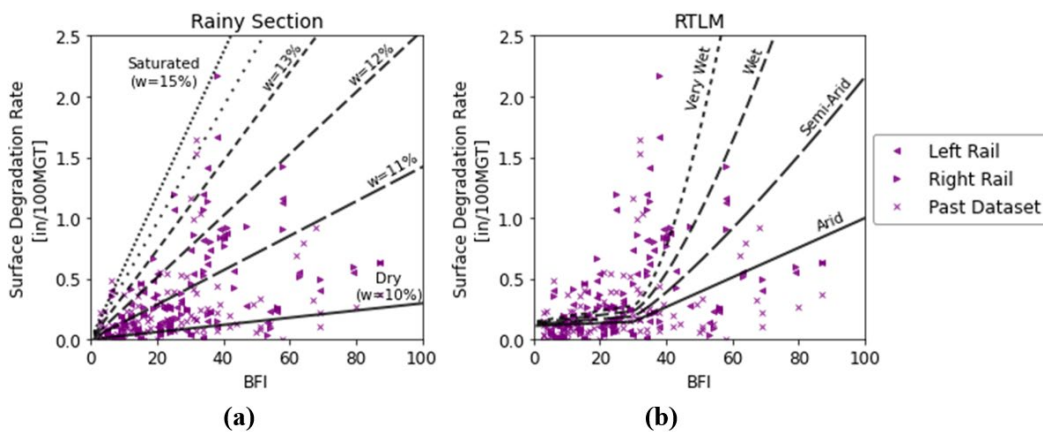 Rainy Section
2.5
2.0
1.5
1.0
0.5
0.0
Surface Degradation Rate
[in/100MGT]
Saturated
(w=15%)
w=13%
w=12%
w=11%
Dry
(w=10%)
0 20 40 60 80 100
BFI
(a)
RTLM
2.5
2.0
1.5
1.0
0.5
0.0
Surface Degradation Rate
[in/100MGT]
Very Wet
Wet
Semi-Arid
Arid
0 20 40 60 80 100
BFI
(b)
Left Rail
Right Rail
Past Dataset